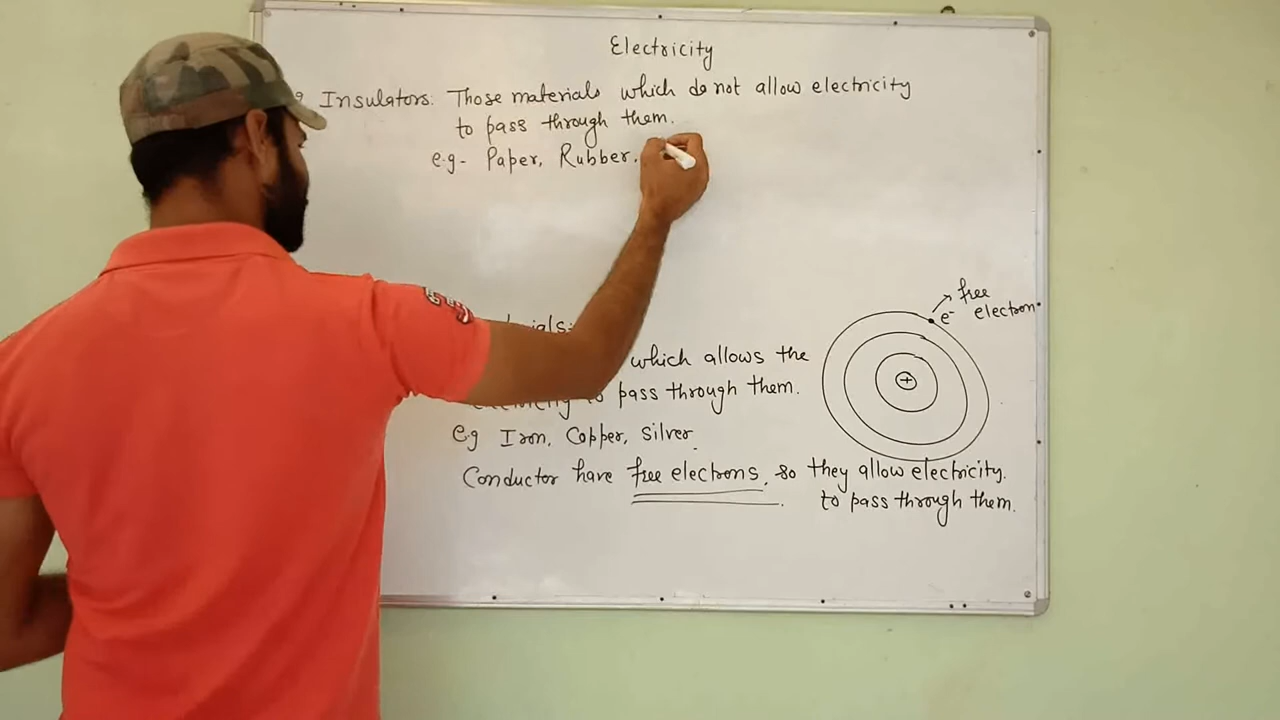 Electricity
Insulators: Those materials which do not allow electricity
to pass through them.
e.g- Paper, Rubber.
which allows the
to pass through them.
e.g Iron, Copper, Silver
Conductor have free electrons, so they allow electricity.
to pass through them.
free
e⁻ electron
+